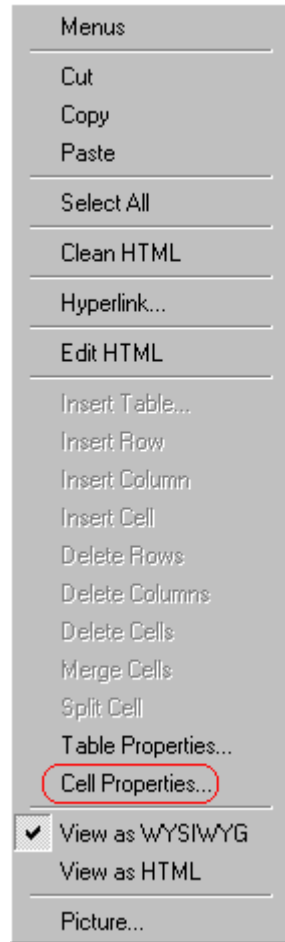 Menus
Cut
Copy
Paste
Select All
Clean HTML
Hyperlink...
Edit HTML
Insert Table...
Insert Row
Insert Column
Insert Cell
Delete Rows
Delete Columns
Delete Cells
Merge Cells
Split Cell
Table Properties...
Cell Properties...
View as WYSIWYG
View as HTML
Picture...